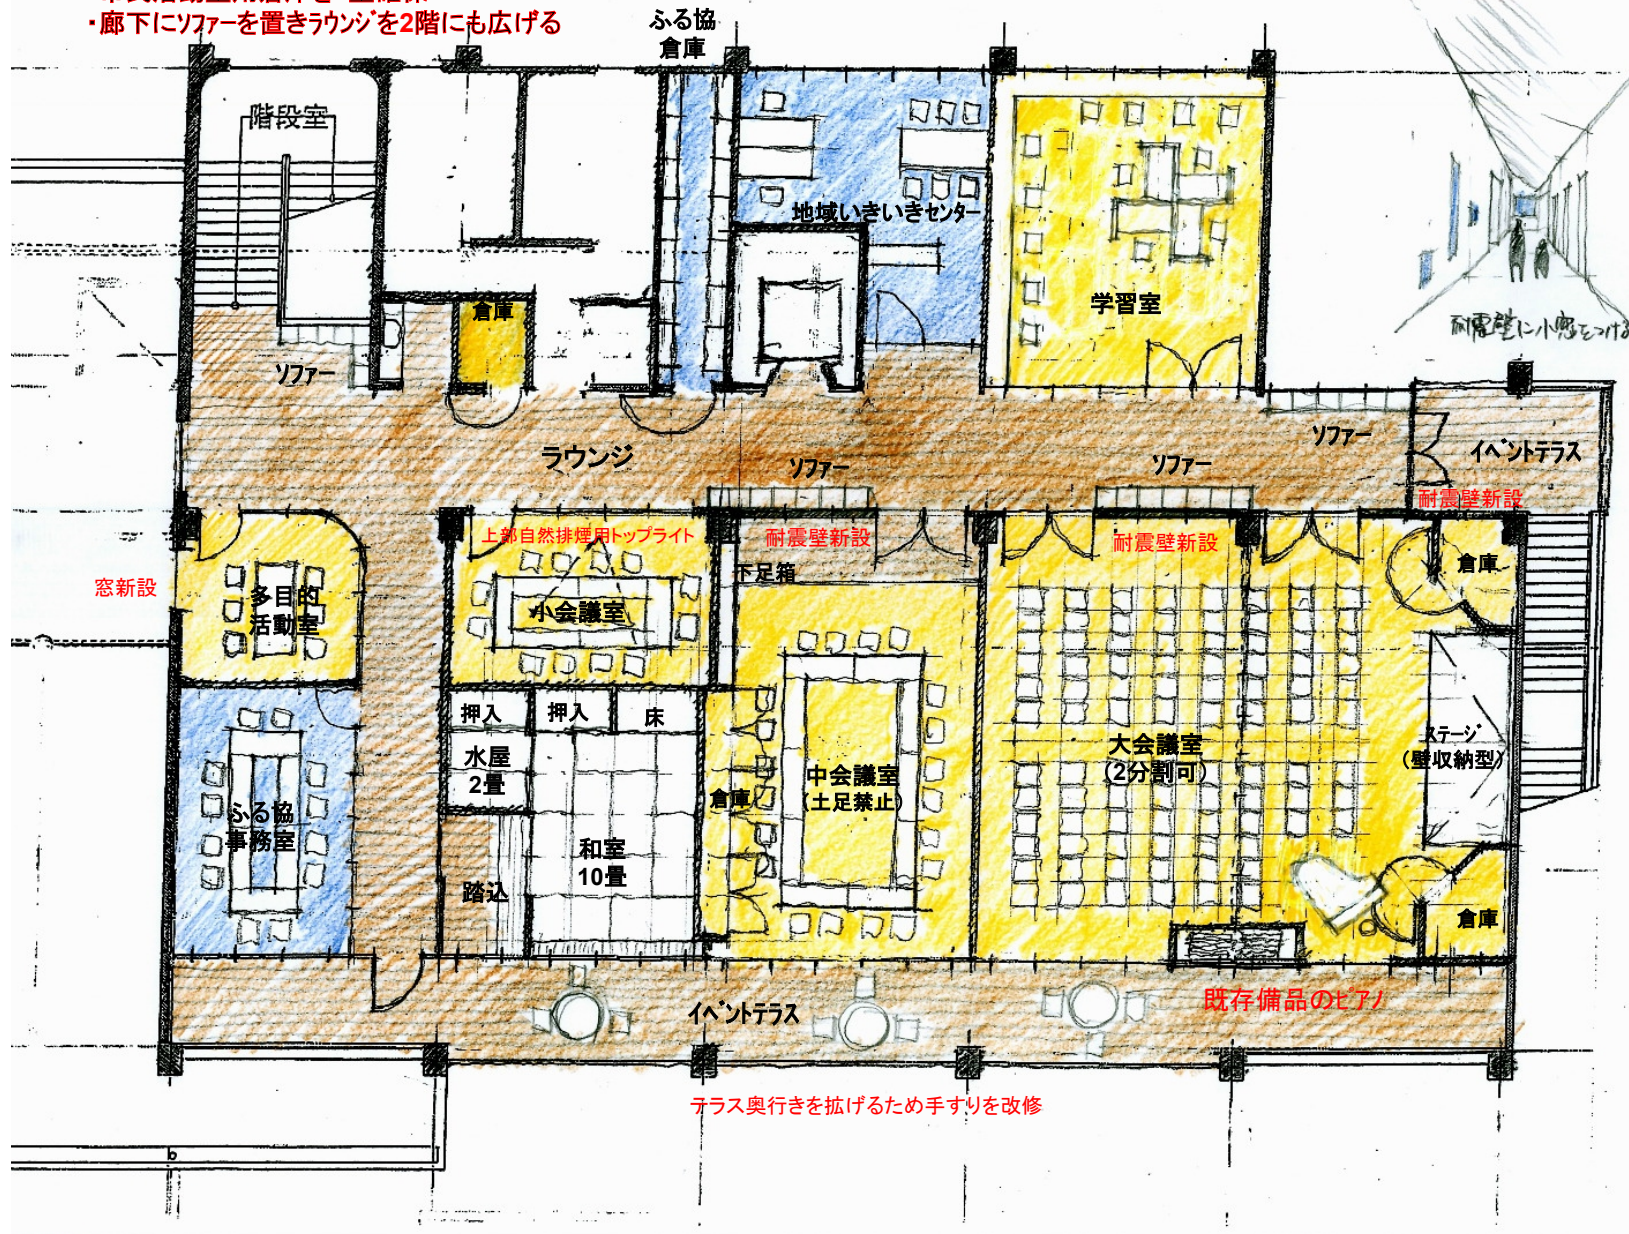 ・廊下にソファーを置きラウンジを2階にも広げる
ふる協
倉庫
階段室
地域いきいきセンター
学習室
耐震壁に小窓をつける
倉庫
ソファー
ラウンジ
ソファー
ソファー
ソファー
イベントテラス
耐震壁新設
上部自然排煙用トップライト
耐震壁新設
耐震壁新設
下足箱
倉庫
窓新設
多目的
活動室
小会議室
押入
押入
床
水屋
2畳
大会議室
(2分割可)
ステージ
(壁収納型)
中会議室
(土足禁止)
倉庫
ふる協
事務室
和室
10畳
踏込
倉庫
イベントテラス
既存備品のピアノ
テラス奥行きを拡げるため手すりを改修